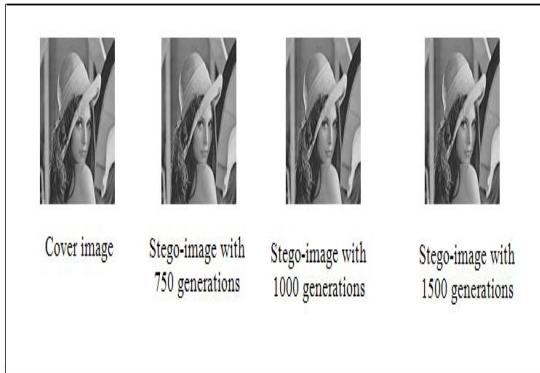 Cover image
Stego-image with
750 generations
Stego-image with
1000 generations
Stego-image with
1500 generations